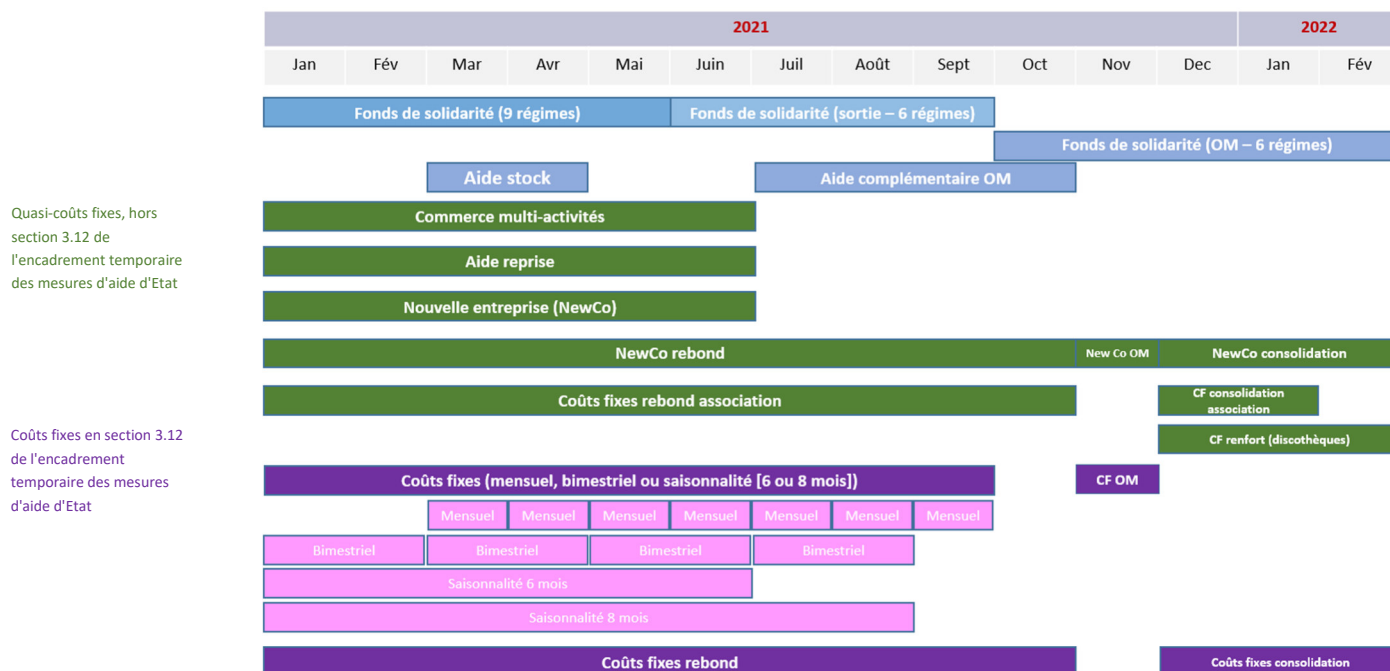 2021 2022
Jan Fév Mar Avr Mai Juin Juil Août Sept Oct Nov Dec Jan Fév
Fonds de solidarité (9 régimes) Fonds de solidarité (sortie – 6 régimes)
Fonds de solidarité (OM – 6 régimes)
Aide stock Aide complémentaire OM
Quasi-coûts fixes, hors
section 3.12 de
l'encadrement temporaire
des mesures d'aide d'Etat
Commerce multi-activités
Aide reprise
Nouvelle entreprise (NewCo)
NewCo rebond New Co OM NewCo consolidation
Coûts fixes rebond association
CF consolidation
association
CF renfort (discothèques)
Coûts fixes en section 3.12
de l'encadrement
temporaire des mesures
d'aide d'Etat
Coûts fixes (mensuel, bimestriel ou saisonnalité [6 ou 8 mois]) CF OM
Mensuel Mensuel Mensuel Mensuel Mensuel Mensuel Mensuel
Bimestriel Bimestriel Bimestriel Bimestriel
Saisonnalité 6 mois
Saisonnalité 8 mois
Coûts fixes rebond Coûts fixes consolidation